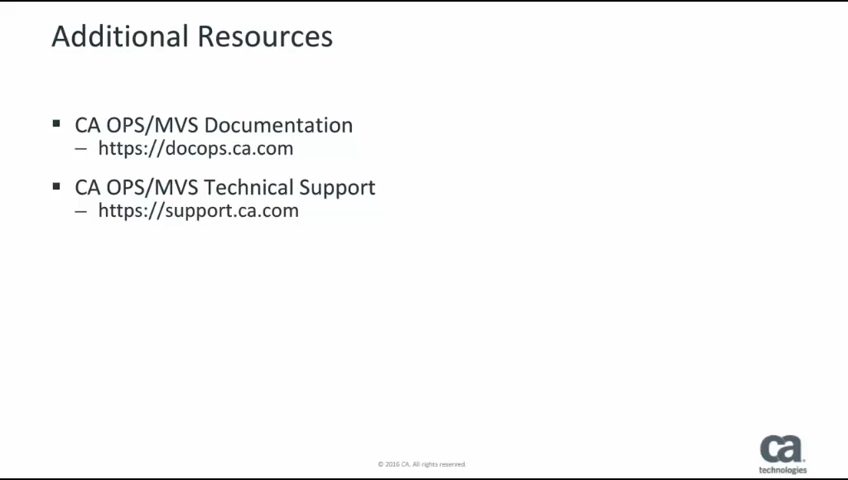 Additional Resources
▪ CA OPS/MVS Documentation
– https://docops.ca.com
▪ CA OPS/MVS Technical Support
– https://support.ca.com
© 2016 CA. All rights reserved
ca
technologies